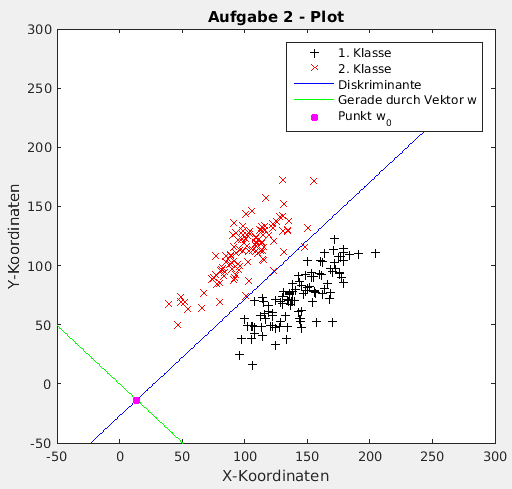 Aufgabe 2 - Plot
300
250
200
150
100
50
0
-50
-50 0 50 100 150 200 250 300
Y-Koordinaten
X-Koordinaten
1. Klasse
2. Klasse
Diskriminante
Gerade durch Vektor w
Punkt w0